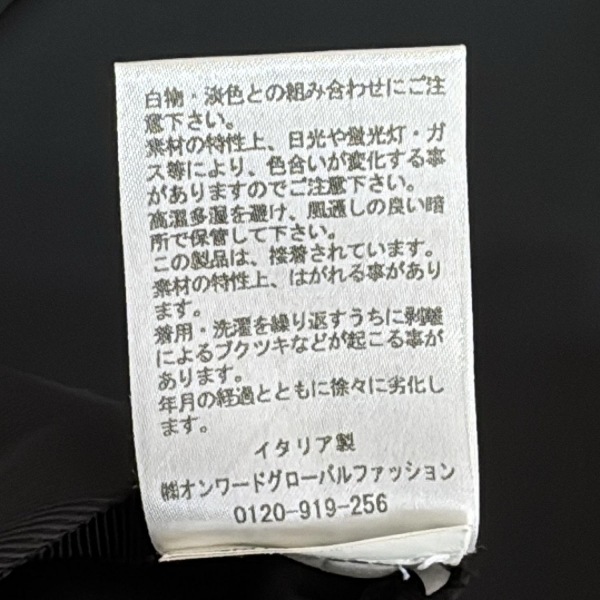 白物・淡色との組み合わせにご注
意下さい。
素材の特性上、日光や蛍光灯・ガ
ス等により、色合いが変化する事
がありますのでご注意下さい。
高温多湿を避け、風通しの良い暗
所で保管して下さい。
この製品は、接着されています。
素材の特性上、はがれる事があり
ます。
着用・洗濯を繰り返すうちに剥離
によるブクツキなどが起こる事が
あります。
年月の経過とともに徐々に劣化し
ます。
イタリア製
㈱オンワードグローバルファッション
0120-919-256